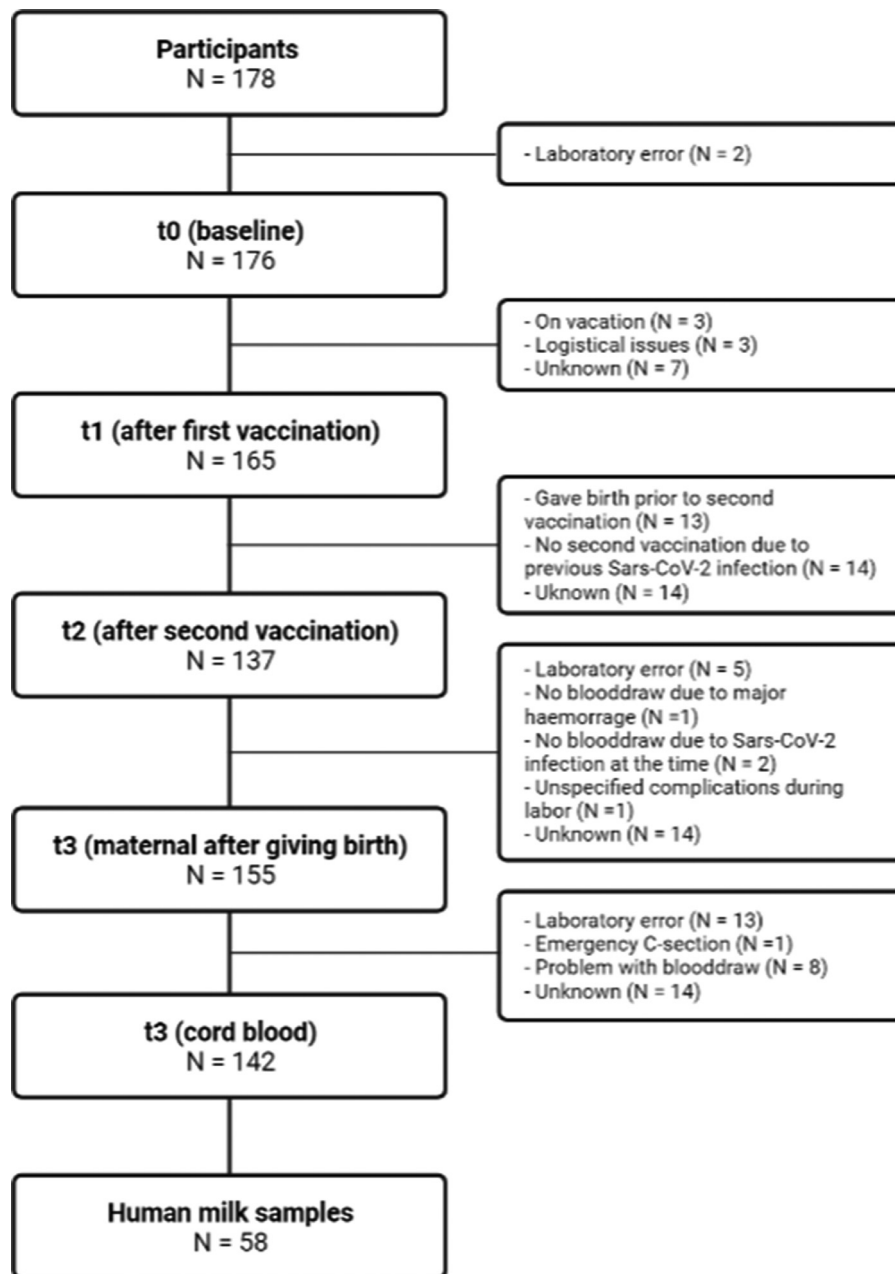 Participants
N = 178
- Laboratory error (N = 2)
t0 (baseline)
N = 176
- On vacation (N = 3)
- Logistical issues (N = 3)
- Unknown (N = 7)
t1 (after first vaccination)
N = 165
- Gave birth prior to second
vaccination (N = 13)
- No second vaccination due to
previous Sars-CoV-2 infection (N = 14)
- Uknown (N = 14)
t2 (after second vaccination)
N = 137
- Laboratory error (N = 5)
- No blooddraw due to major
haemorrage (N =1)
- No blooddraw due to Sars-CoV-2
infection at the time (N = 2)
- Unspecified complications during
labor (N =1)
- Unknown (N = 14)
t3 (maternal after giving birth)
N = 155
- Laboratory error (N = 13)
- Emergency C-section (N =1)
- Problem with blooddraw (N = 8)
- Unknown (N = 14)
t3 (cord blood)
N = 142
Human milk samples
N = 58